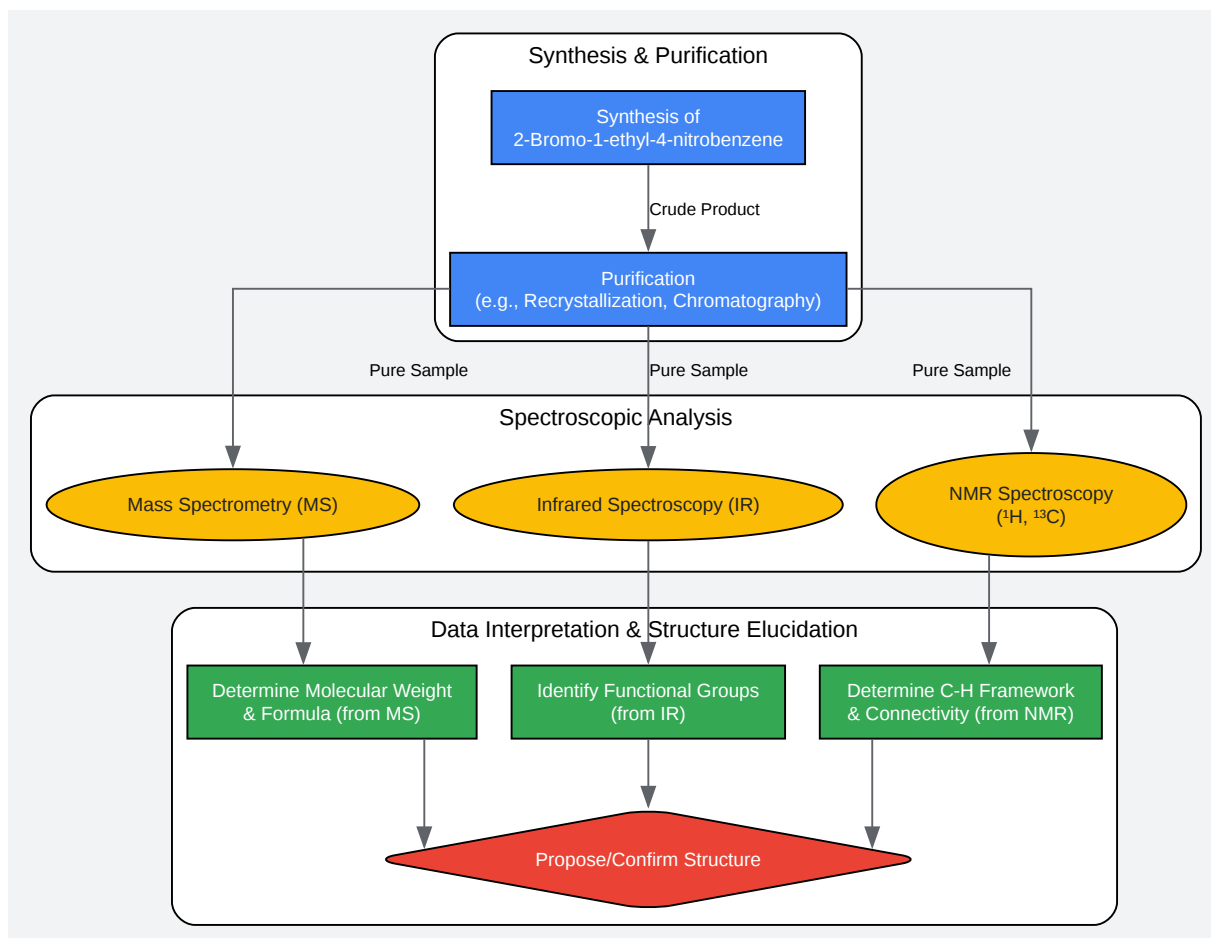 Synthesis & Purification
Synthesis of
2-Bromo-1-ethyl-4-nitrobenzene
Crude Product
Purification
(e.g., Recrystallization, Chromatography)
Pure Sample
Pure Sample
Pure Sample
Spectroscopic Analysis
Mass Spectrometry (MS)
Infrared Spectroscopy (IR)
NMR Spectroscopy
(¹H, ¹³C)
Data Interpretation & Structure Elucidation
Determine Molecular Weight
& Formula (from MS)
Identify Functional Groups
(from IR)
Determine C-H Framework
& Connectivity (from NMR)
Propose/Confirm Structure